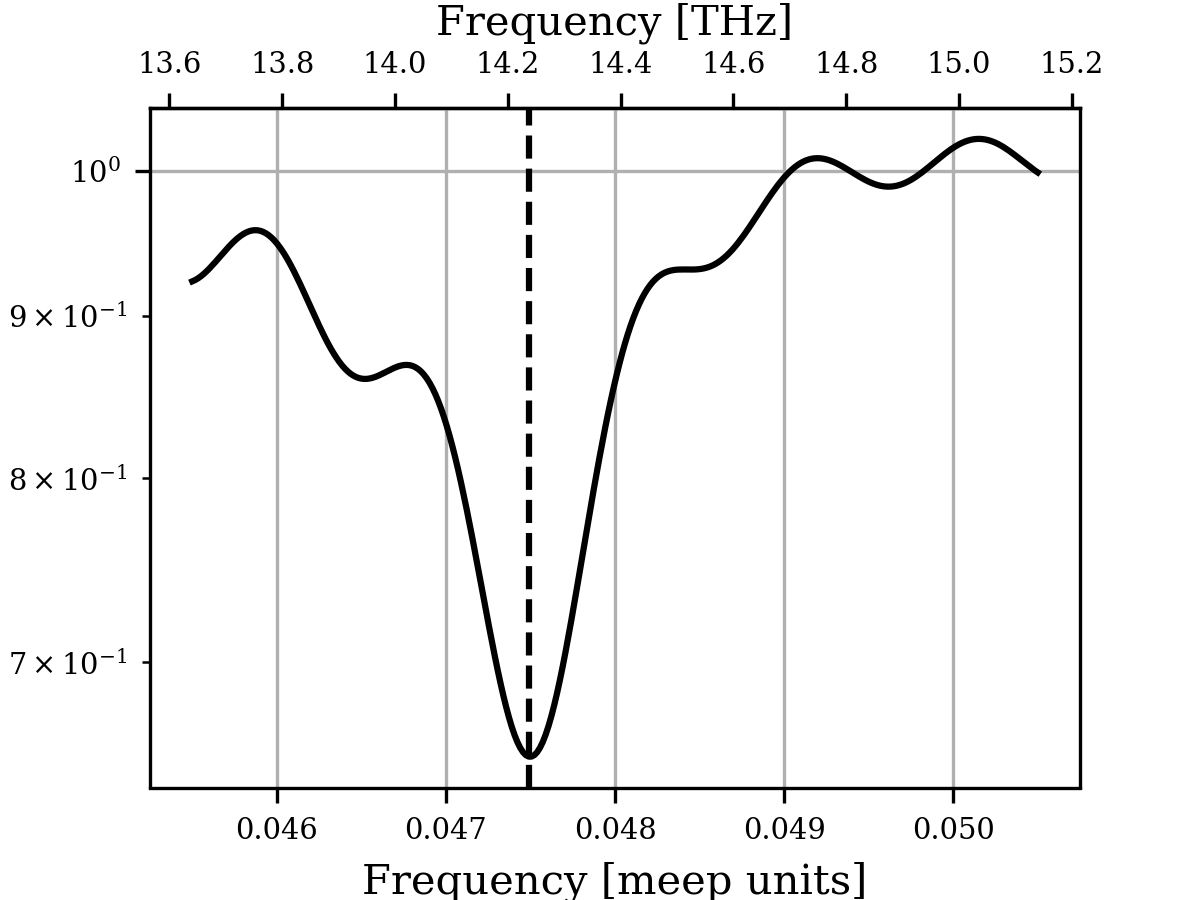 Frequency [THz]
13.6 13.8 14.0 14.2 14.4 14.6 14.8 15.0 15.2
10⁰
9 × 10⁻¹
8 × 10⁻¹
7 × 10⁻¹
0.046 0.047 0.048 0.049 0.050
Frequency [meep units]